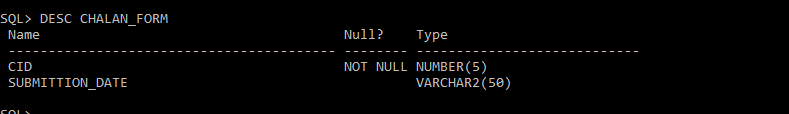 SQL> DESC CHALAN_FORM
Name Null? Type
----------------------------------------- -------- ----------------------------
CID NOT NULL NUMBER(5)
SUBMITTION_DATE VARCHAR2(50)
SQL>